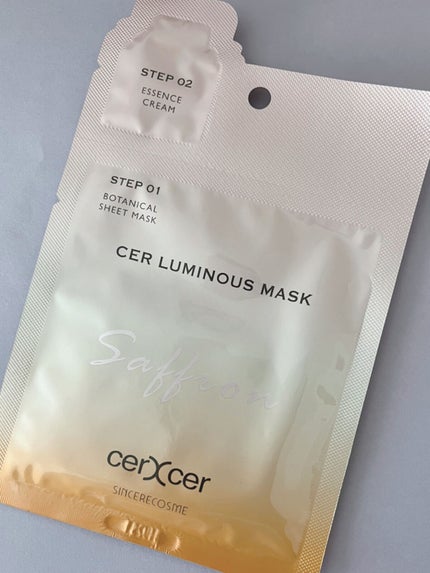 STEP 02
ESSENCE
CREAM
STEP 01
BOTANICAL
SHEET MASK
CER LUMINOUS MASK
Saffron
cerXcer
SINCERECOSME